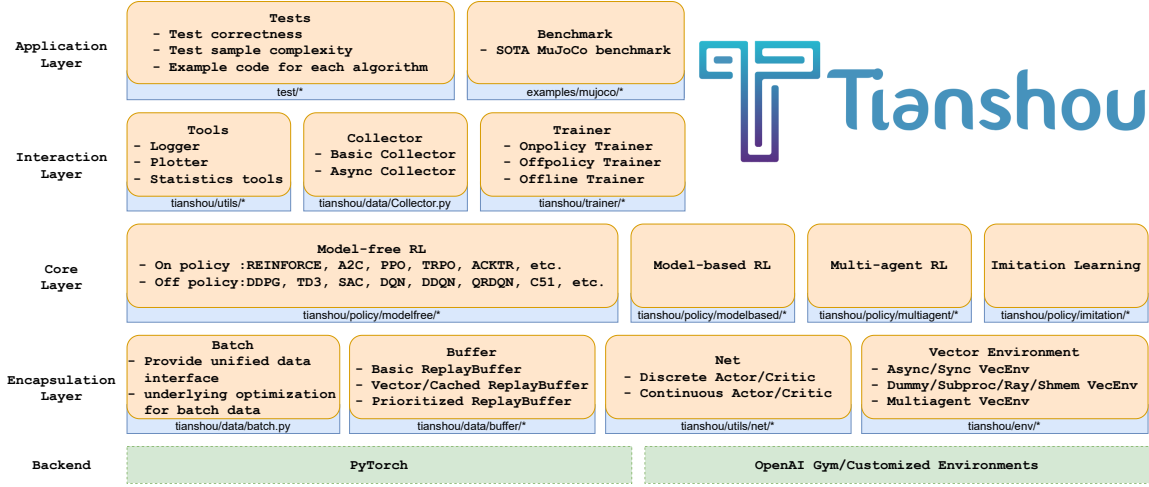 Application
Layer
Tests
- Test correctness
- Test sample complexity
- Example code for each algorithm
test/*
Benchmark
- SOTA MuJoCo benchmark
examples/mujoco/*
Tianshou
Interaction
Layer
Tools
- Logger
- Plotter
- Statistics tools
tianshou/utils/*
Collector
- Basic Collector
- Async Collector
tianshou/data/Collector.py
Trainer
- Onpolicy Trainer
- Offpolicy Trainer
- Offline Trainer
tianshou/trainer/*
Core
Layer
Model-free RL
- On policy :REINFORCE, A2C, PPO, TRPO, ACKTR, etc.
- Off policy:DDPG, TD3, SAC, DQN, DDQN, QRDQN, C51, etc.
tianshou/policy/modelfree/*
Model-based RL
tianshou/policy/modelbased/*
Multi-agent RL
tianshou/policy/multiagent/*
Imitation Learning
tianshou/policy/imitation/*
Encapsulation
Layer
Batch
- Provide unified data
interface
- underlying optimization
for batch data
tianshou/data/batch.py
Buffer
- Basic ReplayBuffer
- Vector/Cached ReplayBuffer
- Prioritized ReplayBuffer
tianshou/data/buffer/*
Net
- Discrete Actor/Critic
- Continuous Actor/Critic
tianshou/utils/net/*
Vector Environment
- Async/Sync VecEnv
- Dummy/Subproc/Ray/Shmem VecEnv
- Multiagent VecEnv
tianshou/env/*
Backend
PyTorch
OpenAI Gym/Customized Environments